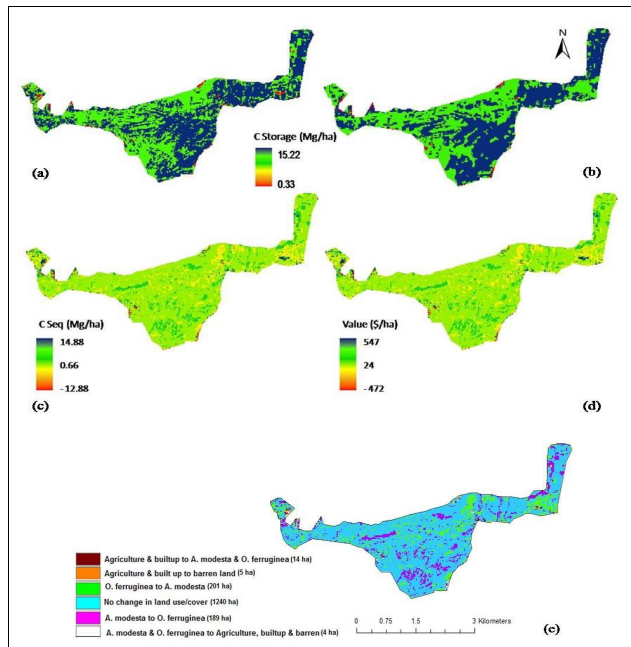 N
C Storage (Mg/ha)
15.22
0.33
(a)
(b)
C Seq (Mg/ha)
14.88
0.66
-12.88
Value ($/ha)
547
24
-472
(c)
(d)
Agriculture & builtup to A. modesta & O. ferruginea (14 ha)
Agriculture & built up to barren land (5 ha)
O. ferruginea to A. modesta (201 ha)
No change in land use/cover (1240 ha)
A. modesta to O. ferruginea (189 ha)
A. modesta & O. ferruginea to Agriculture, builtup & barren (4 ha)
0 0.75 1.5 3 Kilometers
(e)